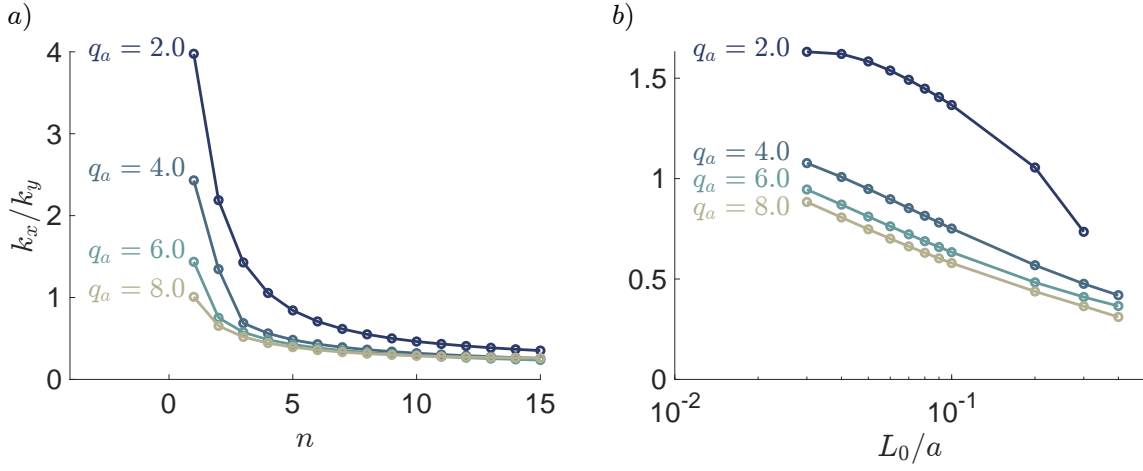 a)
q_a = 2.0
q_a = 4.0
q_a = 6.0
q_a = 8.0
k_x/k_y
4
3
2
1
0
0 5 10 15
n
b)
q_a = 2.0
q_a = 4.0
q_a = 6.0
q_a = 8.0
1.5
1
0.5
0
10^-2 10^-1
L_0/a